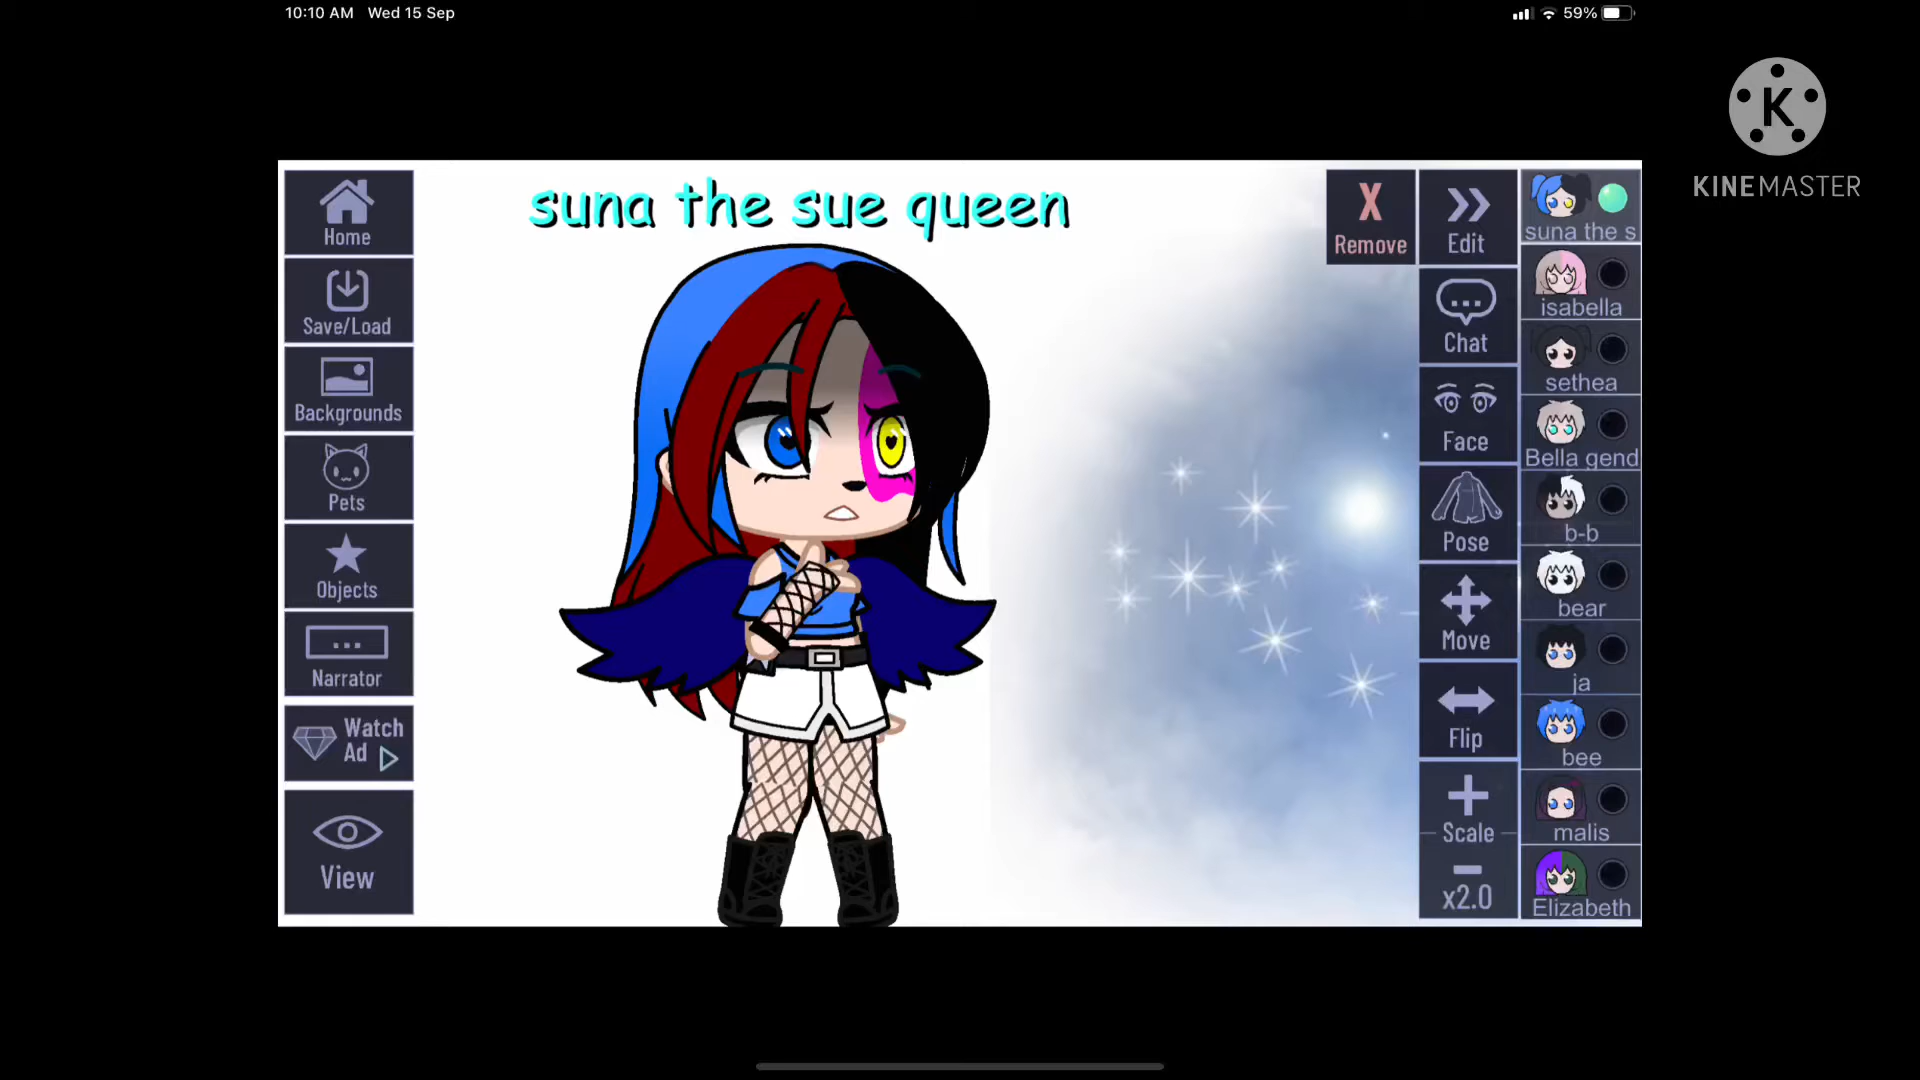 10:10 AM Wed 15 Sep
59%
K
KINEMASTER
suna the sue queen
Home
Save/Load
Backgrounds
Pets
Objects
Narrator
Watch
Ad
View
X
Remove
Edit
Chat
Face
Pose
Move
Flip
Scale
x2.0
suna the s
isabella
sethea
Bella gend
b-b
bear
ja
bee
malis
Elizabeth